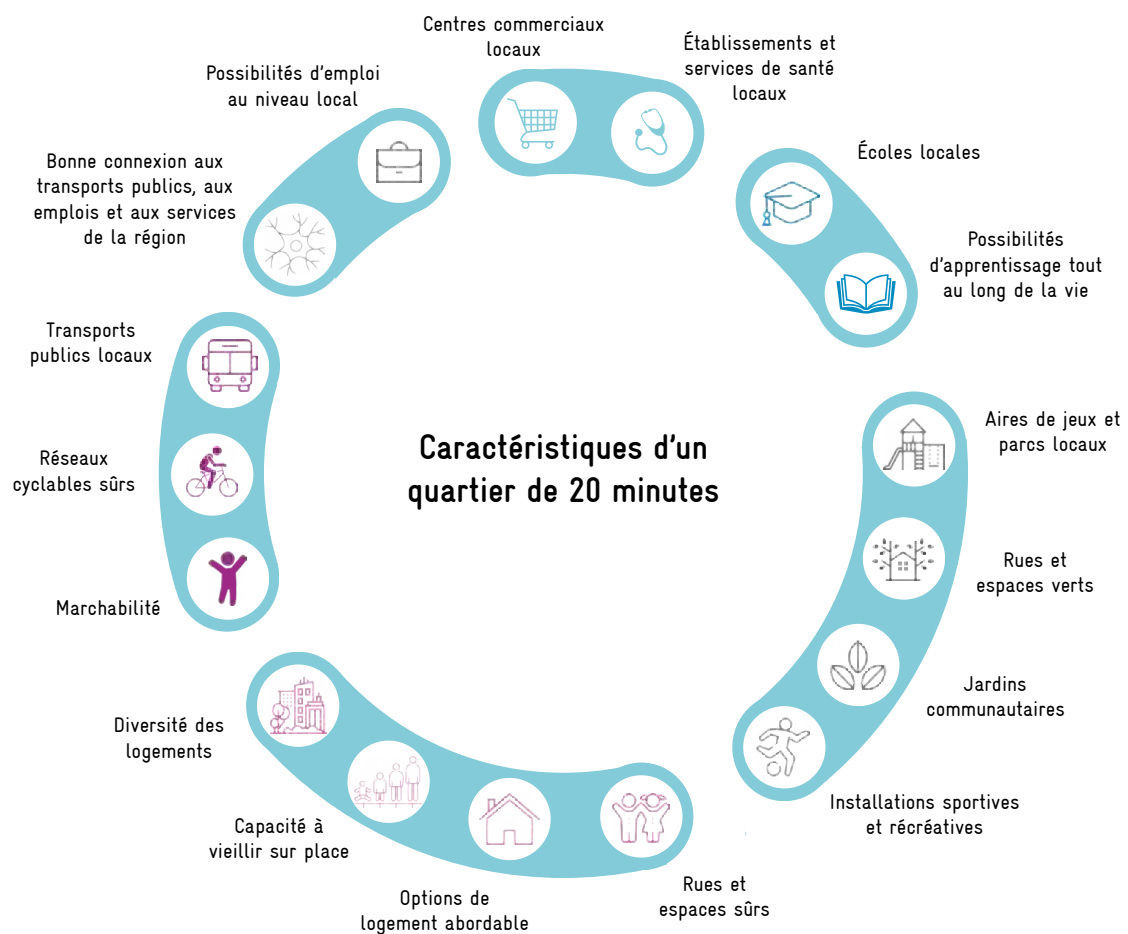 Centres commerciaux
locaux
Établissements et
services de santé
locaux
Écoles locales
Possibilités
d'apprentissage tout
au long de la vie
Aires de jeux et
parcs locaux
Rues et
espaces verts
Jardins
communautaires
Installations sportives
et récréatives
Rues et
espaces sûrs
Options de
logement abordable
Capacité à
vieillir sur place
Diversité des
logements
Marchabilité
Réseaux
cyclables sûrs
Transports
publics locaux
Bonne connexion aux
transports publics, aux
emplois et aux services
de la région
Possibilités d'emploi
au niveau local
Caractéristiques d'un
quartier de 20 minutes